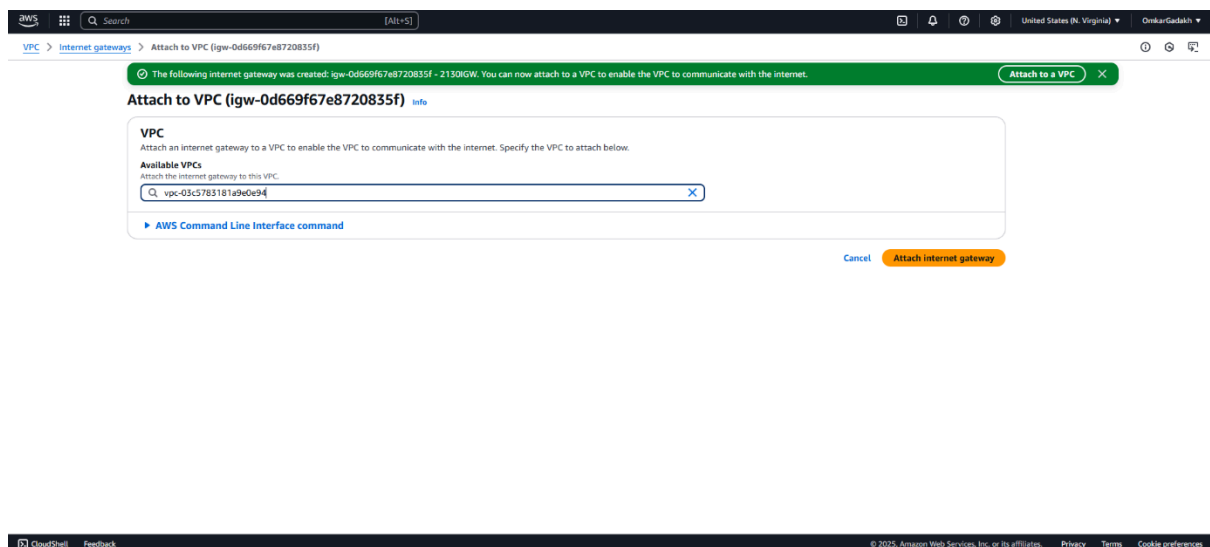 aws Search [Alt+S] United States (N. Virginia) OmkarGadakh
VPC > Internet gateways > Attach to VPC (igw-0d669f67e8720835f)
The following internet gateway was created: igw-0d669f67e8720835f - 2130IGW. You can now attach to a VPC to enable the VPC to communicate with the internet. Attach to a VPC
Attach to VPC (igw-0d669f67e8720835f) Info
VPC
Attach an internet gateway to a VPC to enable the VPC to communicate with the internet. Specify the VPC to attach below.
Available VPCs
Attach the internet gateway to this VPC.
vpc-03c5783181a9e0e94
AWS Command Line Interface command
Cancel Attach internet gateway
CloudShell Feedback © 2025, Amazon Web Services, Inc. or its affiliates. Privacy Terms Cookie preferences